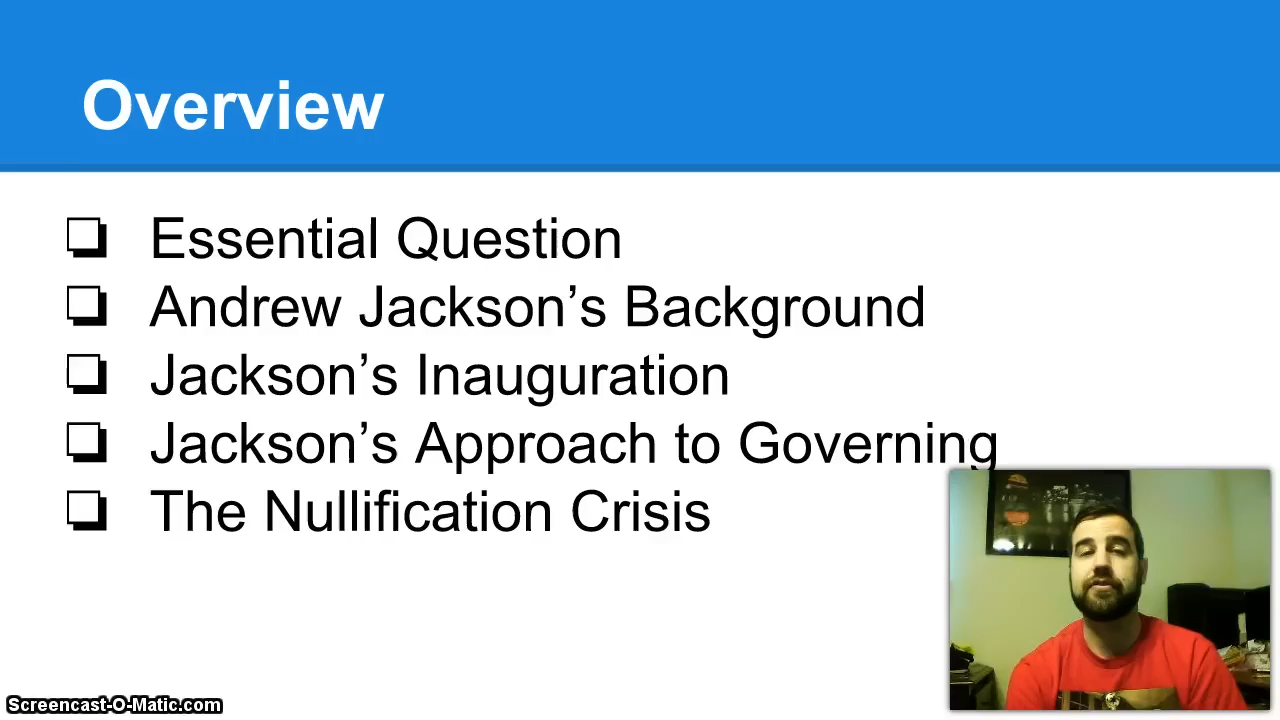 Overview
Essential Question
Andrew Jackson’s Background
Jackson’s Inauguration
Jackson’s Approach to Governing
The Nullification Crisis
Screencast-O-Matic.com